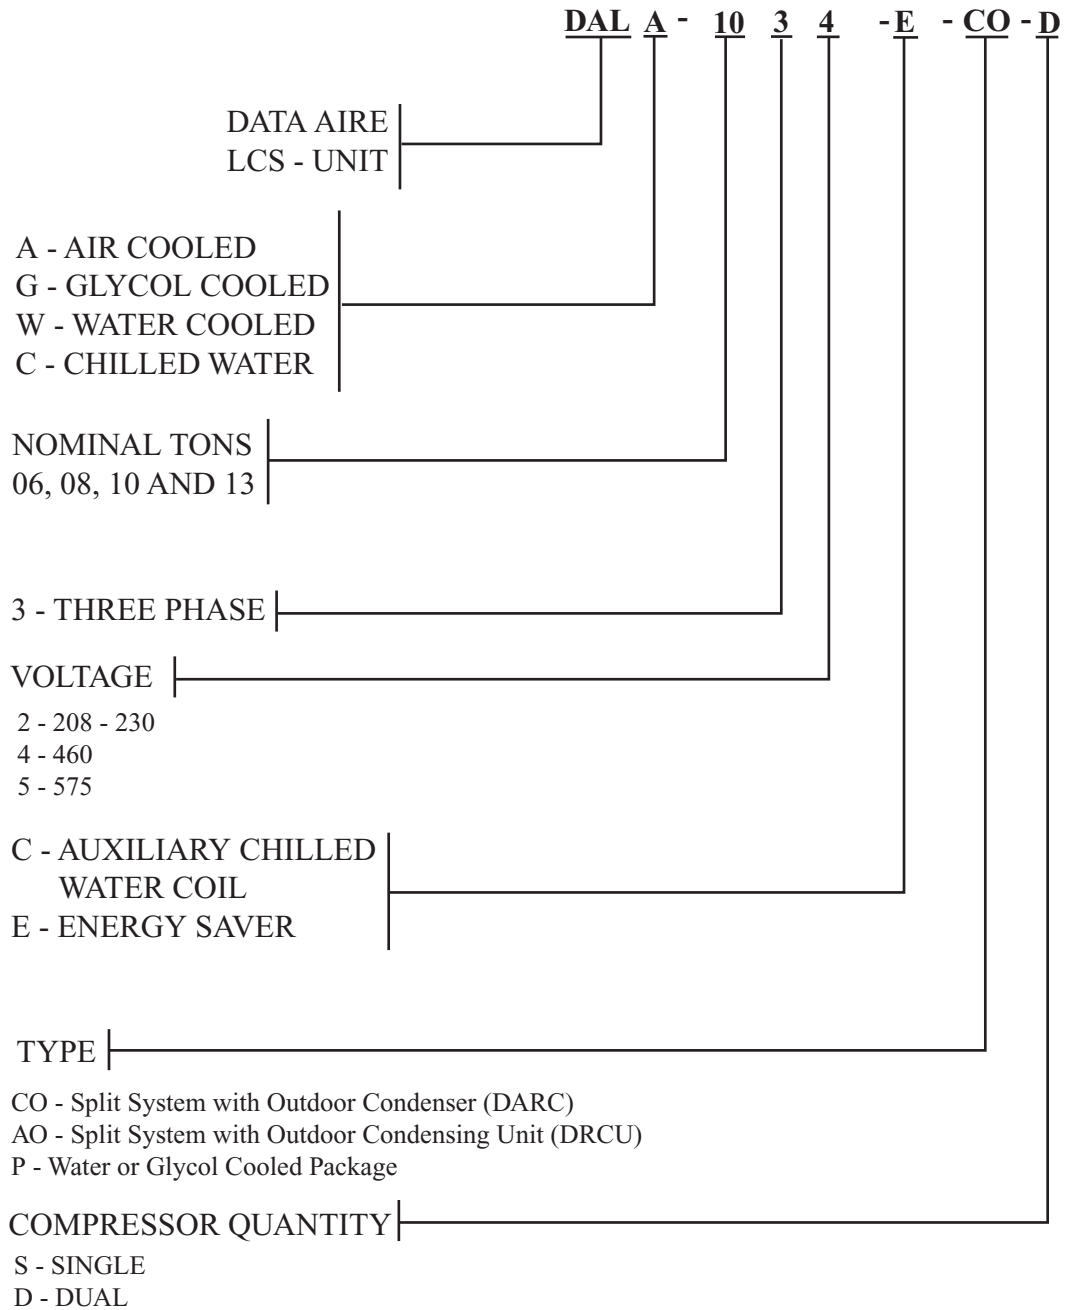 DAL A - 10 3 4 - E - CO - D
DATA AIRE
LCS - UNIT
A - AIR COOLED
G - GLYCOL COOLED
W - WATER COOLED
C - CHILLED WATER
NOMINAL TONS
06, 08, 10 AND 13
3 - THREE PHASE
VOLTAGE
2 - 208 - 230
4 - 460
5 - 575
C - AUXILIARY CHILLED
WATER COIL
E - ENERGY SAVER
TYPE
CO - Split System with Outdoor Condenser (DARC)
AO - Split System with Outdoor Condensing Unit (DRCU)
P - Water or Glycol Cooled Package
COMPRESSOR QUANTITY
S - SINGLE
D - DUAL